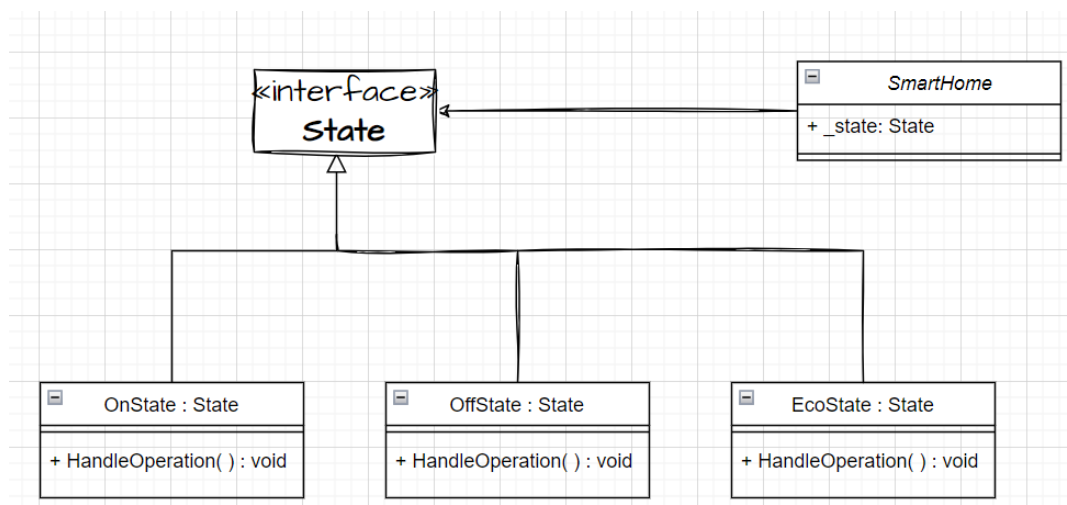 «interface»
State
SmartHome
+ _state: State
OnState : State
+ HandleOperation( ) : void
OffState : State
+ HandleOperation( ) : void
EcoState : State
+ HandleOperation( ) : void